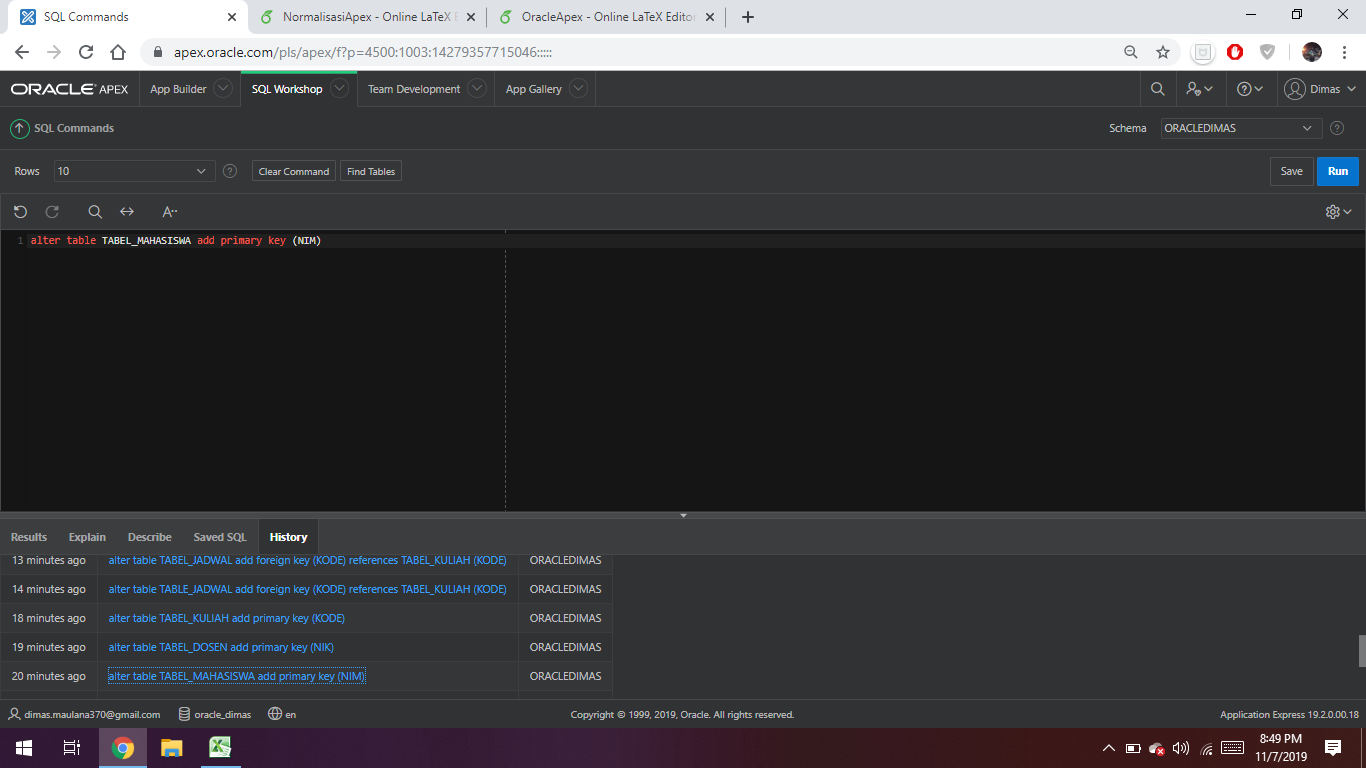 SQL Commands
NormalisasiApex - Online LaTeX E
OracleApex - Online LaTeX Editor
apex.oracle.com/pls/apex/f?p=4500:1003:14279357715046:::::
ORACLE APEX
App Builder
SQL Workshop
Team Development
App Gallery
Dimas
SQL Commands
Schema
ORACLEDIMAS
Rows
10
Clear Command
Find Tables
Save
Run
A
1 alter table TABEL_MAHASISWA add primary key (NIM)
Results
Explain
Describe
Saved SQL
History
13 minutes ago alter table TABEL_JADWAL add foreign key (KODE) references TABEL_KULIAH (KODE) ORACLEDIMAS
14 minutes ago alter table TABLE_JADWAL add foreign key (KODE) references TABEL_KULIAH (KODE) ORACLEDIMAS
18 minutes ago alter table TABEL_KULIAH add primary key (KODE) ORACLEDIMAS
19 minutes ago alter table TABEL_DOSEN add primary key (NIK) ORACLEDIMAS
20 minutes ago alter table TABEL_MAHASISWA add primary key (NIM) ORACLEDIMAS
dimas.maulana370@gmail.com
oracle_dimas
en
Copyright © 1999, 2019, Oracle. All rights reserved.
Application Express 19.2.0.00.18
8:49 PM
11/7/2019